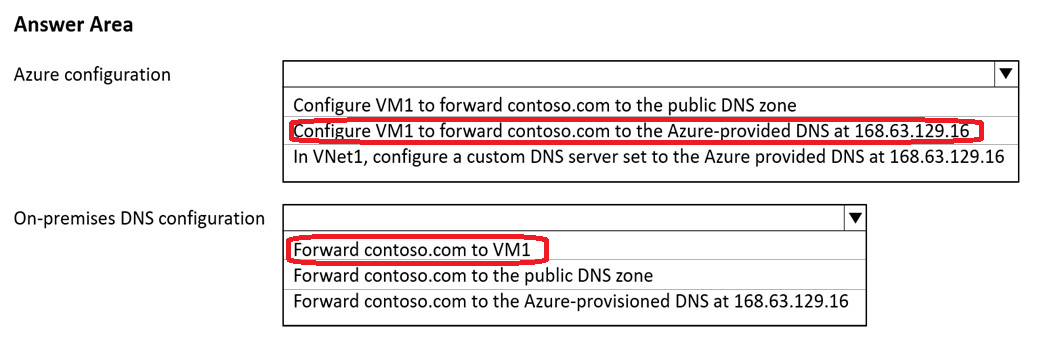 Answer Area
Azure configuration
Configure VM1 to forward contoso.com to the public DNS zone
Configure VM1 to forward contoso.com to the Azure-provided DNS at 168.63.129.16
In VNet1, configure a custom DNS server set to the Azure provided DNS at 168.63.129.16
On-premises DNS configuration
Forward contoso.com to VM1
Forward contoso.com to the public DNS zone
Forward contoso.com to the Azure-provisioned DNS at 168.63.129.16